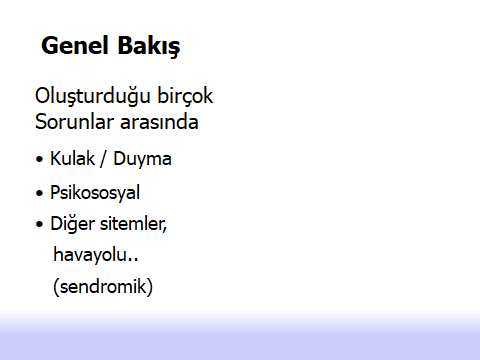 Genel Bakış
Oluşturduğu birçok
Sorunlar arasında
• Kulak / Duyma
• Psikososyal
• Diğer sitemler,
havayolu..
(sendromik)